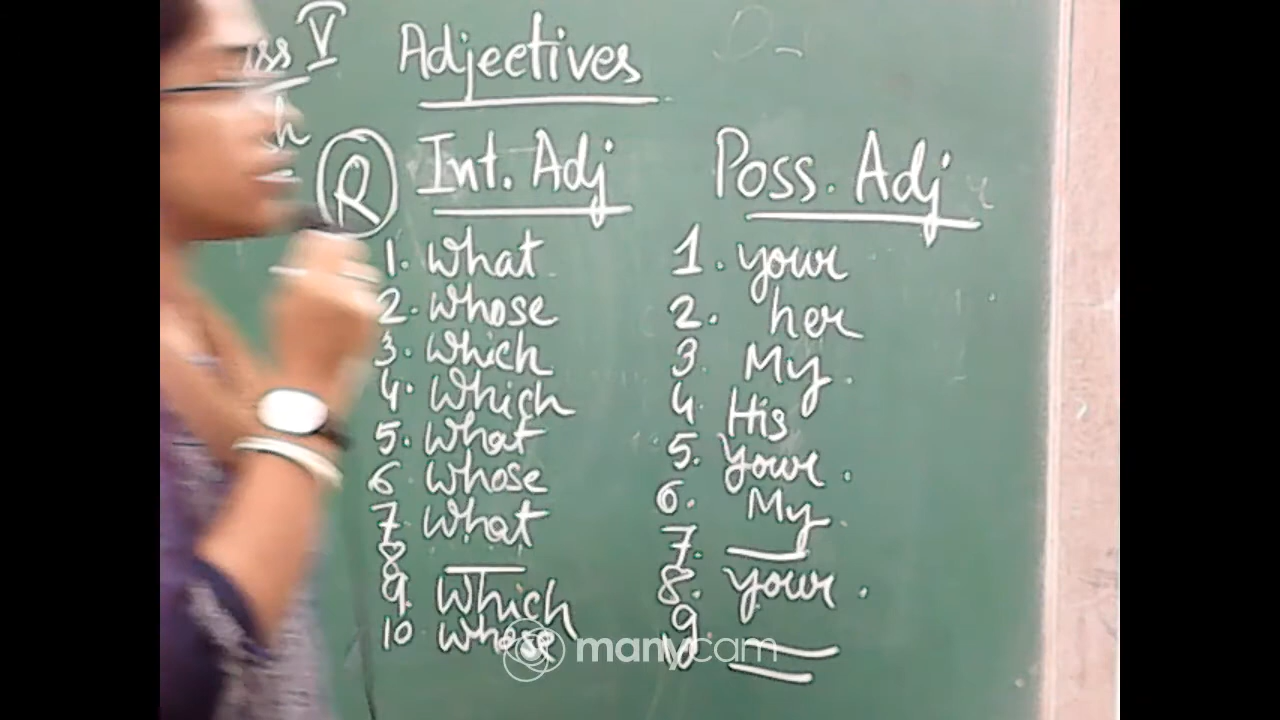 V Adjectives
R Int. Adj Poss. Adj
1. What 1. your
2. Whose 2. her
3. Which 3. My.
4. Which 4. His
5. What 5. Your.
6 Whose 6. My.
7. What 7.
8 8. your.
9. Which 9
10 Whose 10
manycam